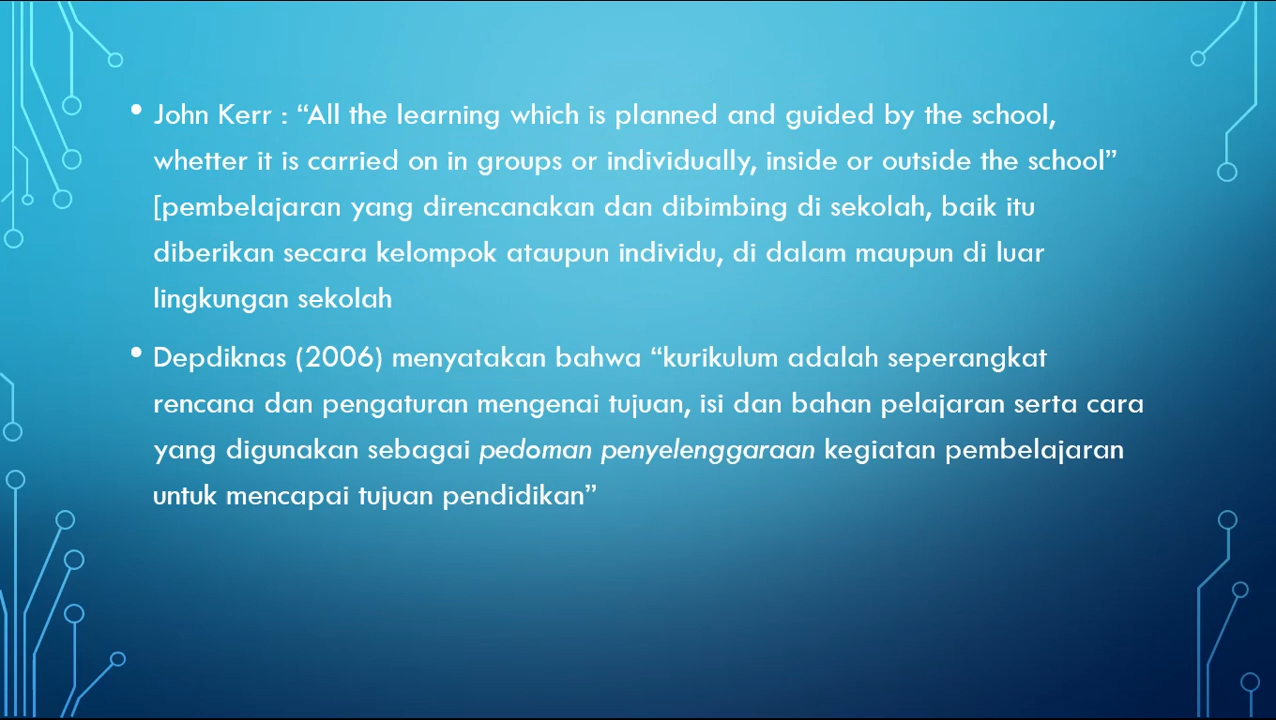 • John Kerr : “All the learning which is planned and guided by the school,
whetter it is carried on in groups or individually, inside or outside the school”
[pembelajaran yang direncanakan dan dibimbing di sekolah, baik itu
diberikan secara kelompok ataupun individu, di dalam maupun di luar
lingkungan sekolah
• Depdiknas (2006) menyatakan bahwa “kurikulum adalah seperangkat
rencana dan pengaturan mengenai tujuan, isi dan bahan pelajaran serta cara
yang digunakan sebagai pedoman penyelenggaraan kegiatan pembelajaran
untuk mencapai tujuan pendidikan”